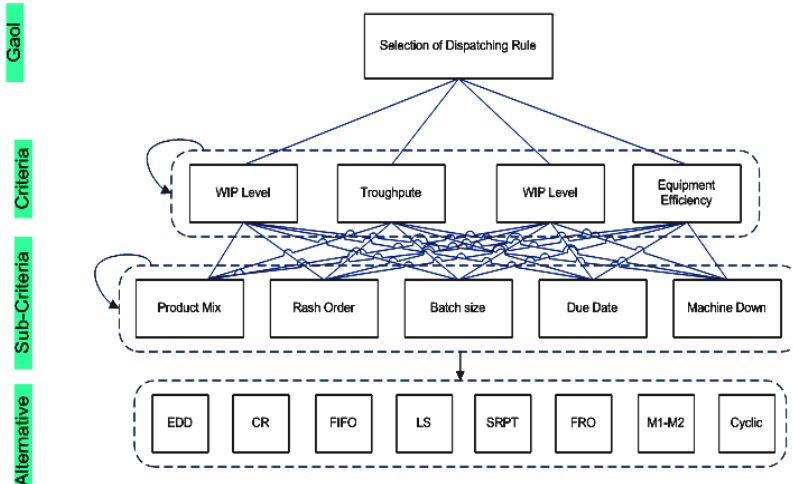 Gaol
Selection of Dispatching Rule
Criteria
WIP Level
Troughpute
WIP Level
Equipment
Efficiency
Sub-Criteria
Product Mix
Rash Order
Batch size
Due Date
Machine Down
Alternative
EDD
CR
FIFO
LS
SRPT
FRO
M1-M2
Cyclic